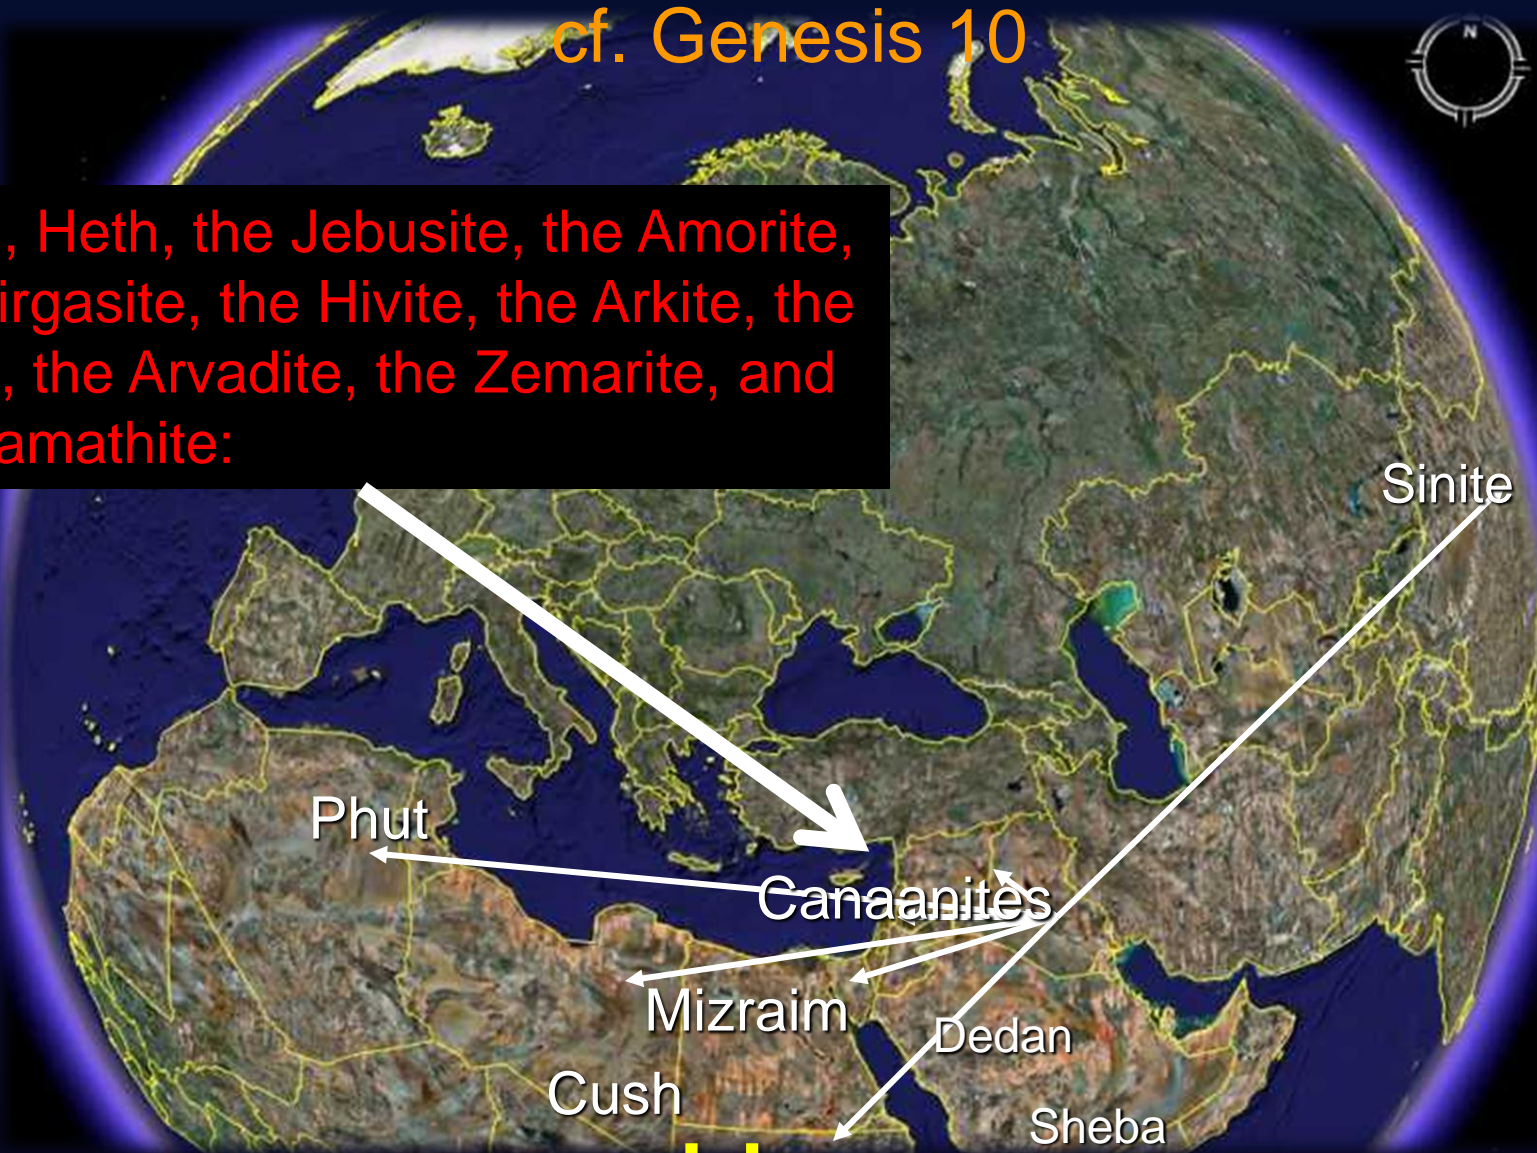 cf. Genesis 10
N
, Heth, the Jebusite, the Amorite,
irgasite, the Hivite, the Arkite, the
, the Arvadite, the Zemarite, and
amathite:
Sinite
Phut
Canaanites
Mizraim
Dedan
Cush
Sheba